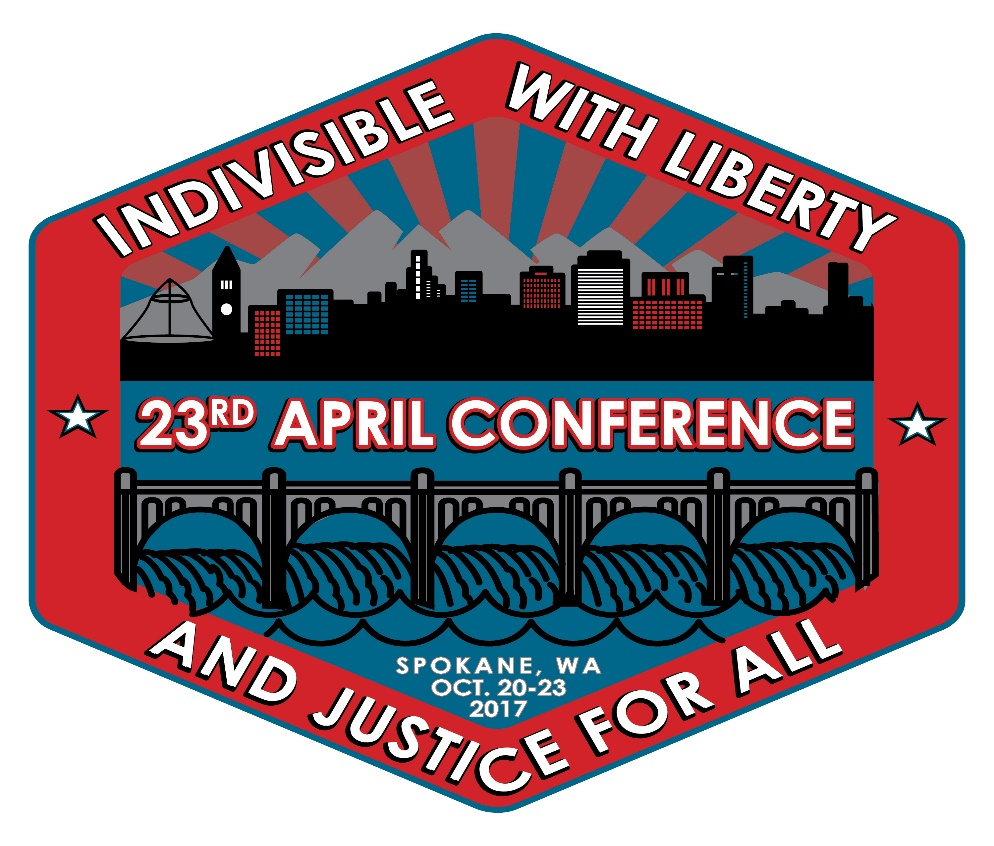 INDIVISIBLE WITH LIBERTY
23RD APRIL CONFERENCE
SPOKANE, WA
OCT. 20-23
2017
AND JUSTICE FOR ALL